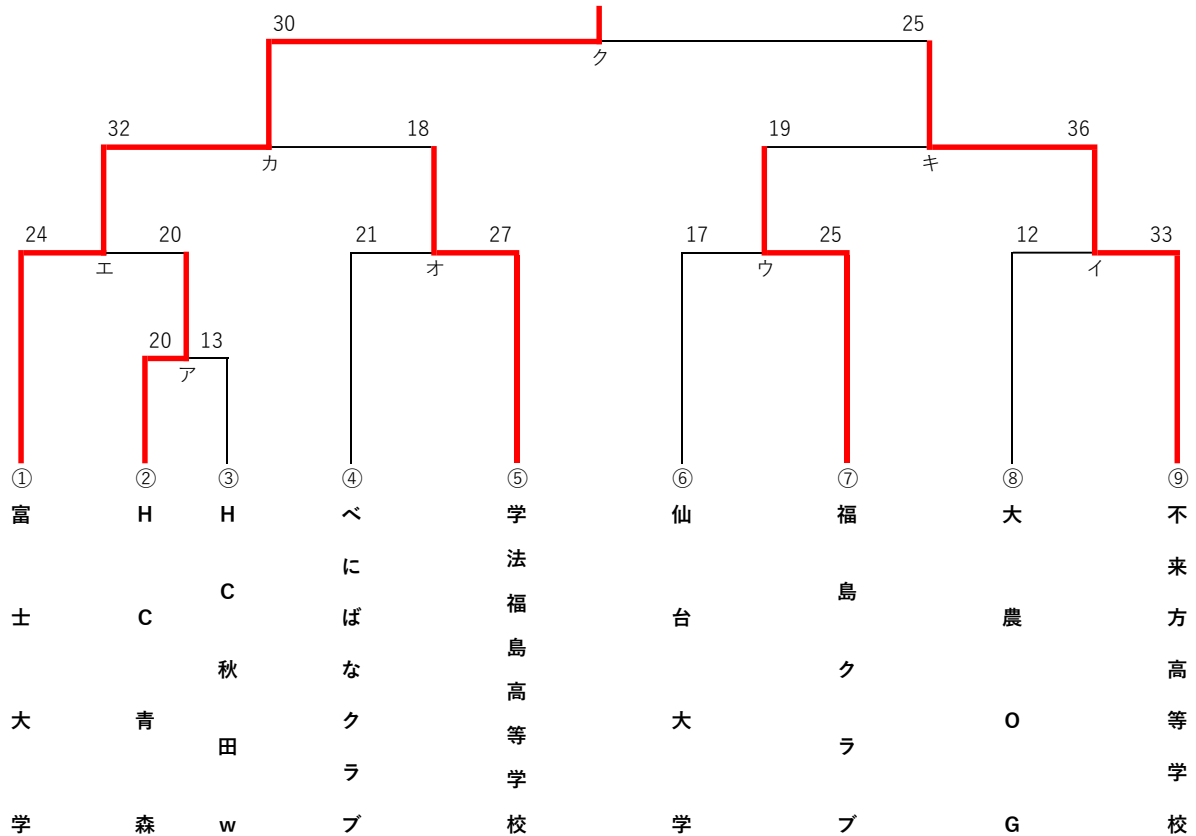 30 25
ク
32 18 19 36
カ キ
24 20 21 27 17 25 12 33
エ オ ウ イ
20 13
ア
① ② ③ ④ ⑤ ⑥ ⑦ ⑧ ⑨
富士大学
HC青森
HC秋田w
べにばなクラブ
学法福島高等学校
仙台大学
福島クラブ
大農OG
不来方高等学校